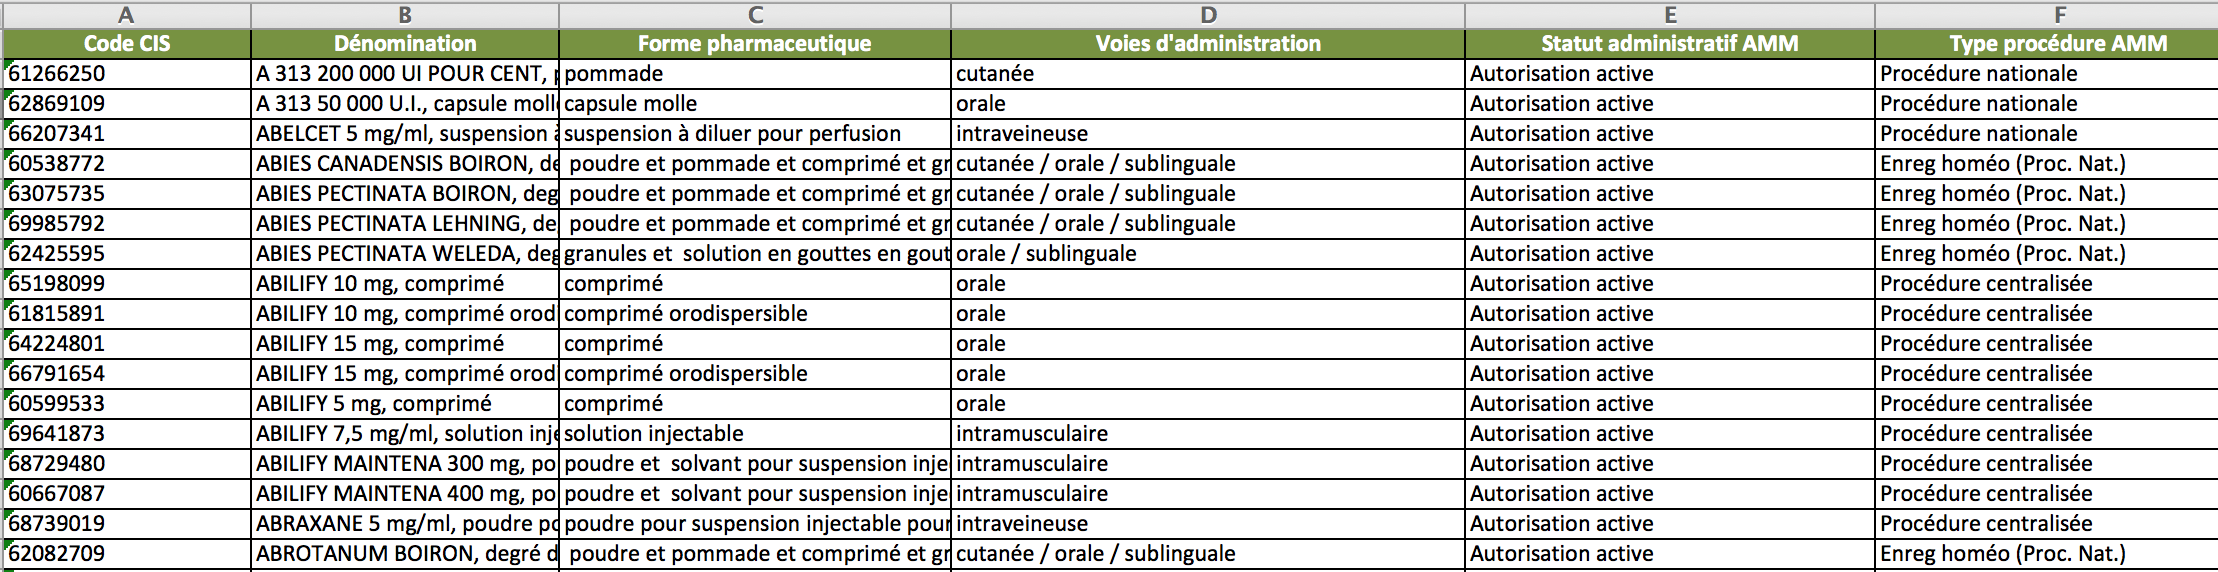 A B C D E F
Code CIS Dénomination Forme pharmaceutique Voies d'administration Statut administratif AMM Type procédure AMM
61266250 A 313 200 000 UI POUR CENT, pommade cutanée Autorisation active Procédure nationale
62869109 A 313 50 000 U.I., capsule moll capsule molle orale Autorisation active Procédure nationale
66207341 ABELCET 5 mg/ml, suspension à suspension à diluer pour perfusion intraveineuse Autorisation active Procédure nationale
60538772 ABIES CANADENSIS BOIRON, de poudre et pommade et comprimé et gr cutanée / orale / sublinguale Autorisation active Enreg homéo (Proc. Nat.)
63075735 ABIES PECTINATA BOIRON, deg poudre et pommade et comprimé et gr cutanée / orale / sublinguale Autorisation active Enreg homéo (Proc. Nat.)
69985792 ABIES PECTINATA LEHNING, de poudre et pommade et comprimé et gr cutanée / orale / sublinguale Autorisation active Enreg homéo (Proc. Nat.)
62425595 ABIES PECTINATA WELEDA, deg granules et solution en gouttes en gout orale / sublinguale Autorisation active Enreg homéo (Proc. Nat.)
65198099 ABILIFY 10 mg, comprimé comprimé orale Autorisation active Procédure centralisée
61815891 ABILIFY 10 mg, comprimé orod comprimé orodispersible orale Autorisation active Procédure centralisée
64224801 ABILIFY 15 mg, comprimé comprimé orale Autorisation active Procédure centralisée
66791654 ABILIFY 15 mg, comprimé orod comprimé orodispersible orale Autorisation active Procédure centralisée
60599533 ABILIFY 5 mg, comprimé comprimé orale Autorisation active Procédure centralisée
69641873 ABILIFY 7,5 mg/ml, solution inje solution injectable intramusculaire Autorisation active Procédure centralisée
68729480 ABILIFY MAINTENA 300 mg, po poudre et solvant pour suspension inje intramusculaire Autorisation active Procédure centralisée
60667087 ABILIFY MAINTENA 400 mg, po poudre et solvant pour suspension inje intramusculaire Autorisation active Procédure centralisée
68739019 ABRAXANE 5 mg/ml, poudre po poudre pour suspension injectable pour intraveineuse Autorisation active Procédure centralisée
62082709 ABROTANUM BOIRON, degré d poudre et pommade et comprimé et gr cutanée / orale / sublinguale Autorisation active Enreg homéo (Proc. Nat.)